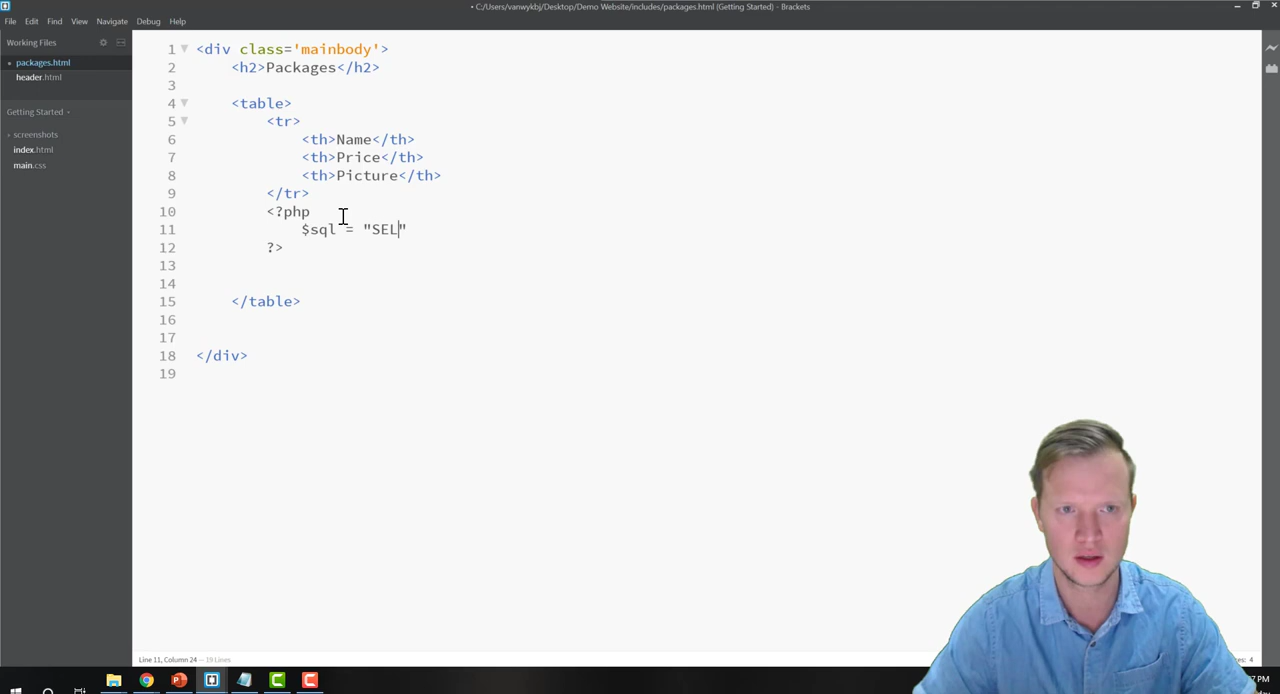 • C:/Users/vanwykbj/Desktop/Demo Website/includes/packages.html (Getting Started) - Brackets
File Edit Find View Navigate Debug Help
Working Files
packages.html
header.html
Getting Started
screenshots
index.html
main.css
1 <div class='mainbody'>
2 <h2>Packages</h2>
3
4 <table>
5 <tr>
6 <th>Name</th>
7 <th>Price</th>
8 <th>Picture</th>
9 </tr>
10 <?php
11 $sql = "SEL"
12 ?>
13
14
15 </table>
16
17
18 </div>
19
Line 11, Column 24 — 19 Lines